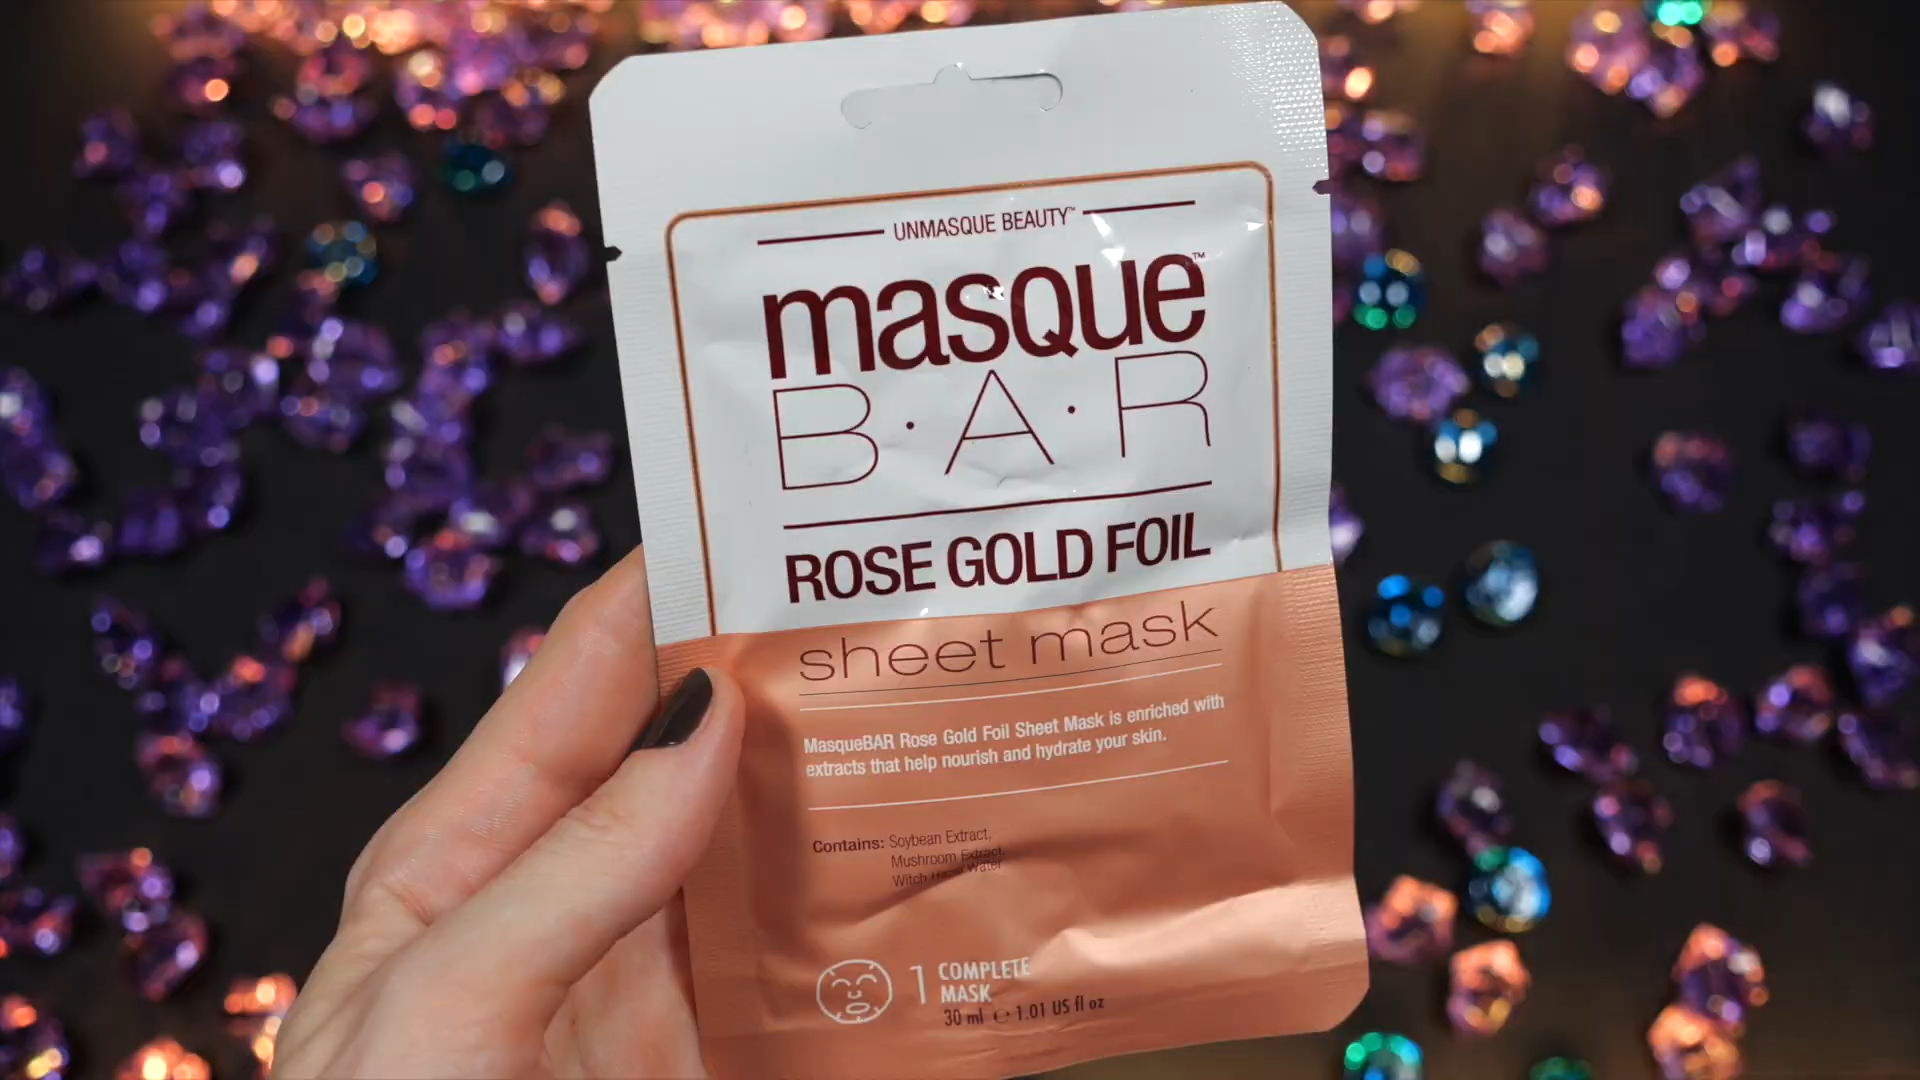 UNMASQUE BEAUTY™
masque™
B·A·R
ROSE GOLD FOIL
sheet mask
MasqueBAR Rose Gold Foil Sheet Mask is enriched with
extracts that help nourish and hydrate your skin.
Contains: Soybean Extract,
Mushroom Extract,
Witch Hazel Water
1 COMPLETE
MASK
30 ml ℮ 1.01 US fl oz